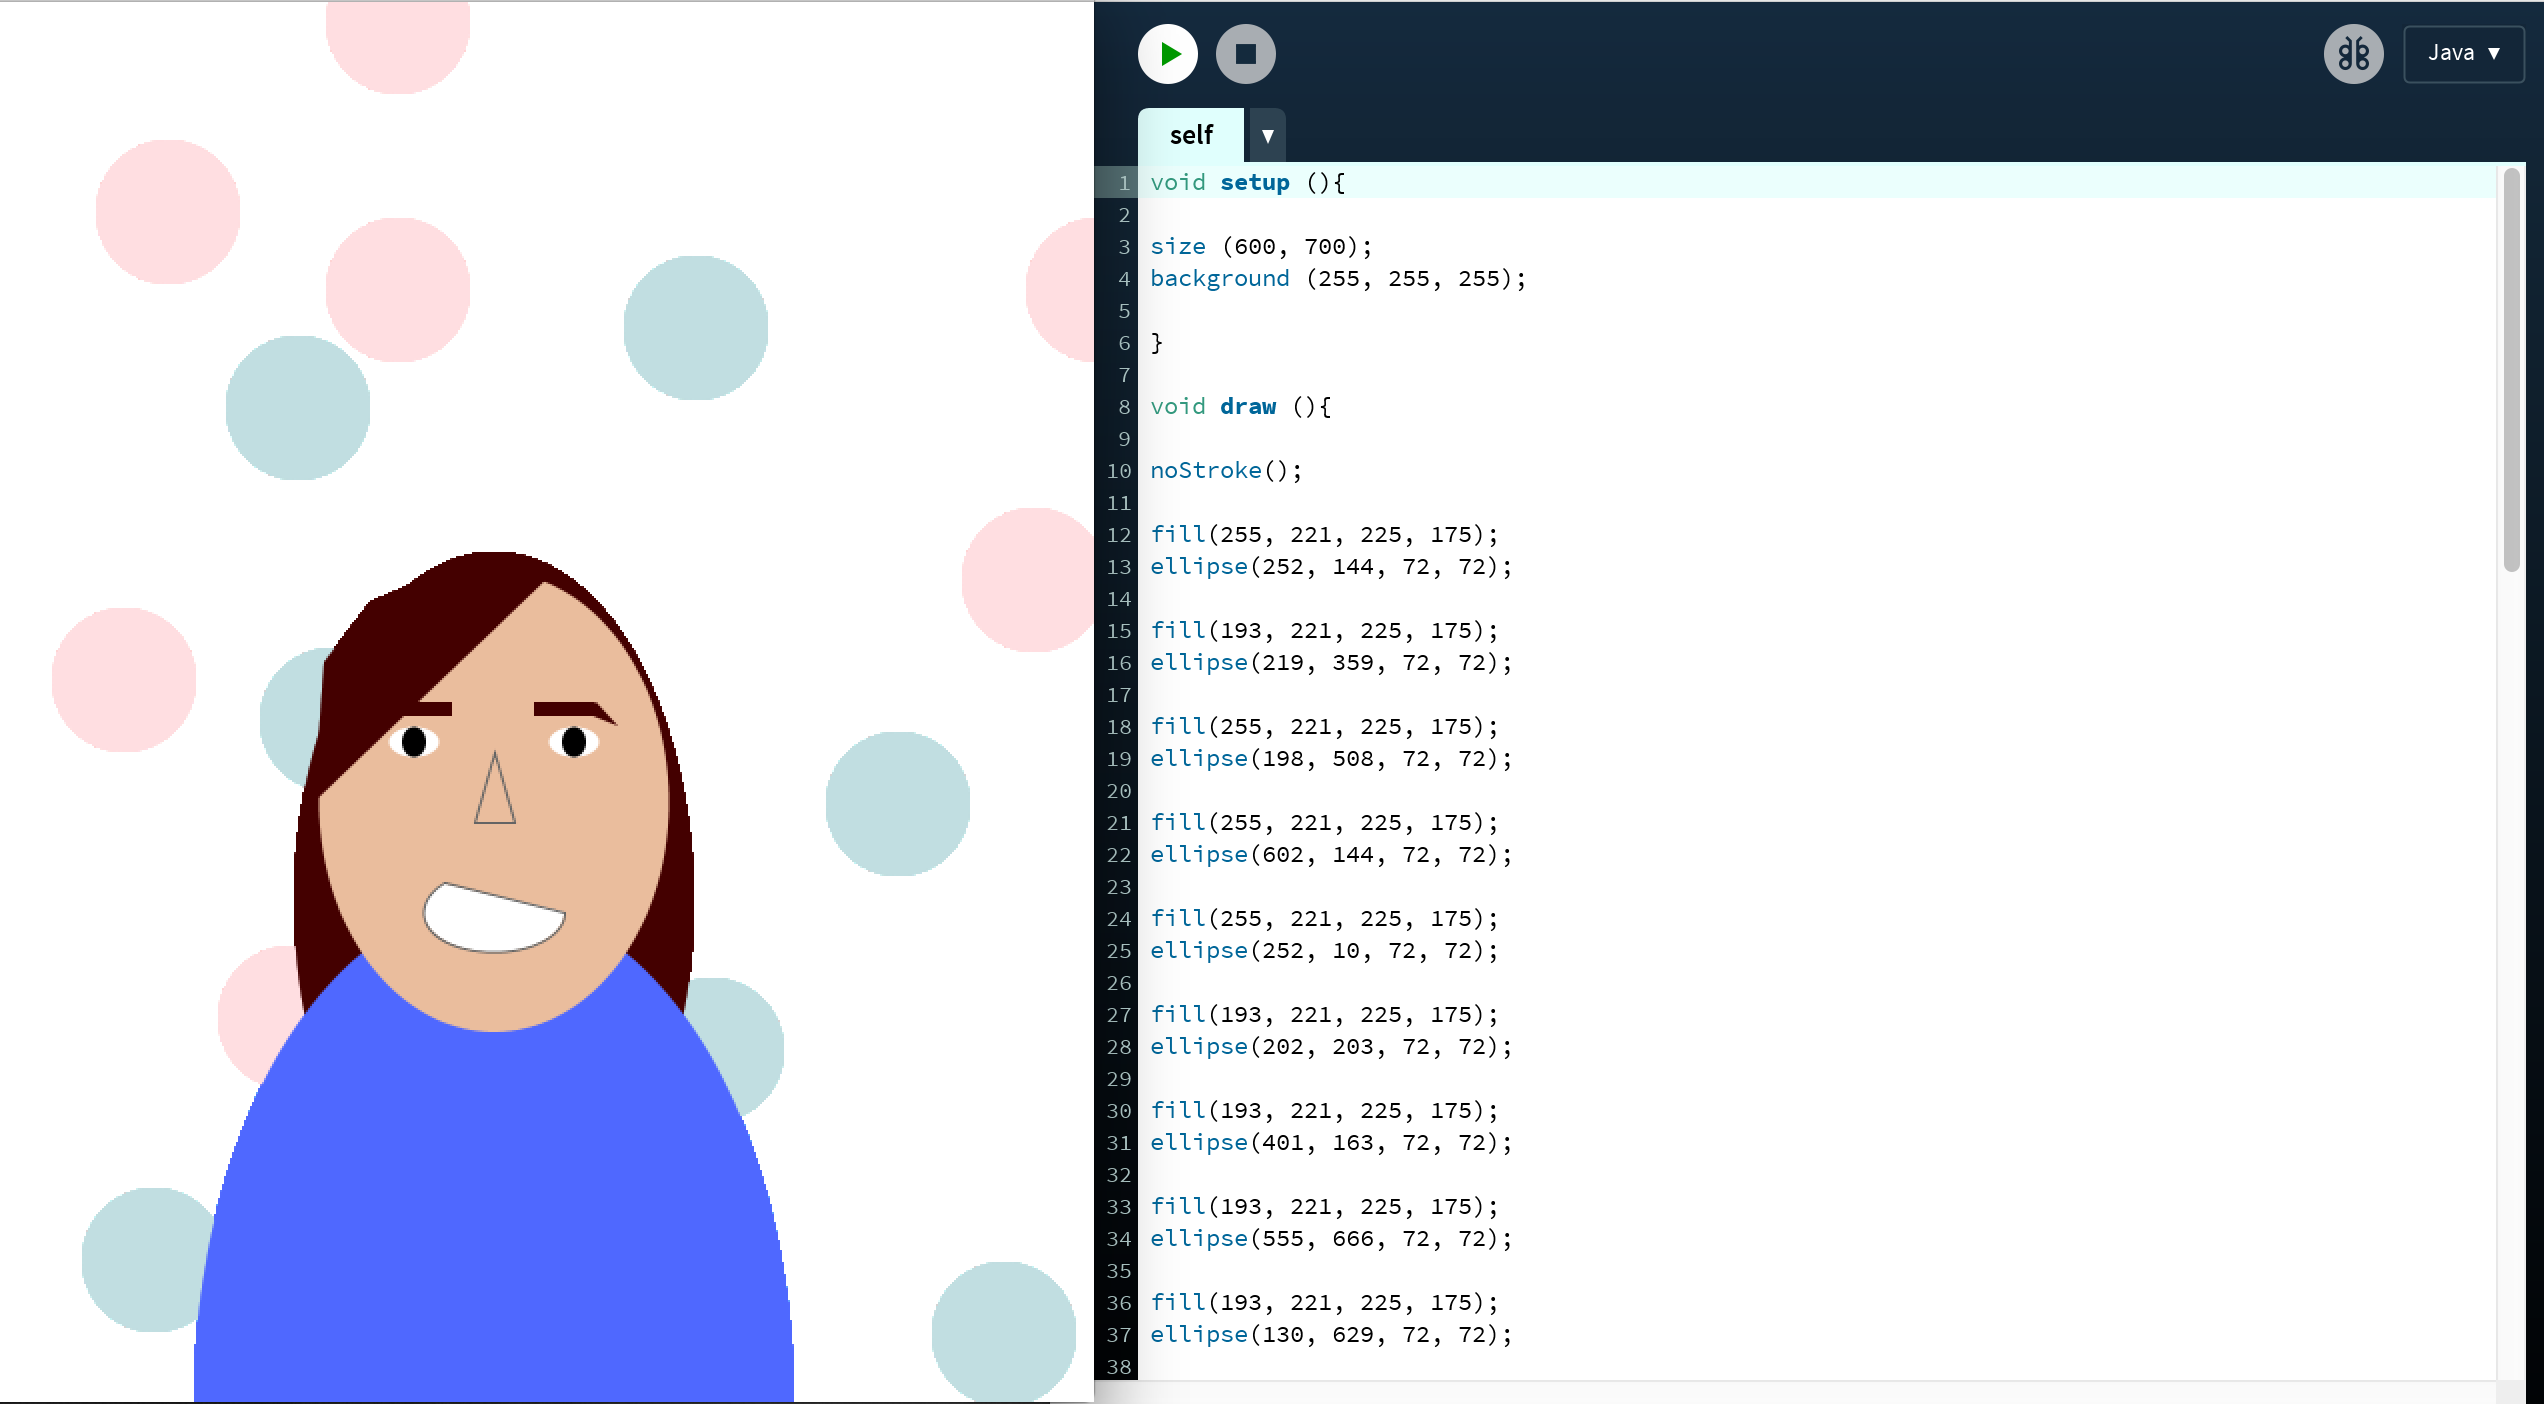 Java ▼
self ▼
1 void setup (){
2
3 size (600, 700);
4 background (255, 255, 255);
5
6 }
7
8 void draw (){
9
10 noStroke();
11
12 fill(255, 221, 225, 175);
13 ellipse(252, 144, 72, 72);
14
15 fill(193, 221, 225, 175);
16 ellipse(219, 359, 72, 72);
17
18 fill(255, 221, 225, 175);
19 ellipse(198, 508, 72, 72);
20
21 fill(255, 221, 225, 175);
22 ellipse(602, 144, 72, 72);
23
24 fill(255, 221, 225, 175);
25 ellipse(252, 10, 72, 72);
26
27 fill(193, 221, 225, 175);
28 ellipse(202, 203, 72, 72);
29
30 fill(193, 221, 225, 175);
31 ellipse(401, 163, 72, 72);
32
33 fill(193, 221, 225, 175);
34 ellipse(555, 666, 72, 72);
35
36 fill(193, 221, 225, 175);
37 ellipse(130, 629, 72, 72);
38